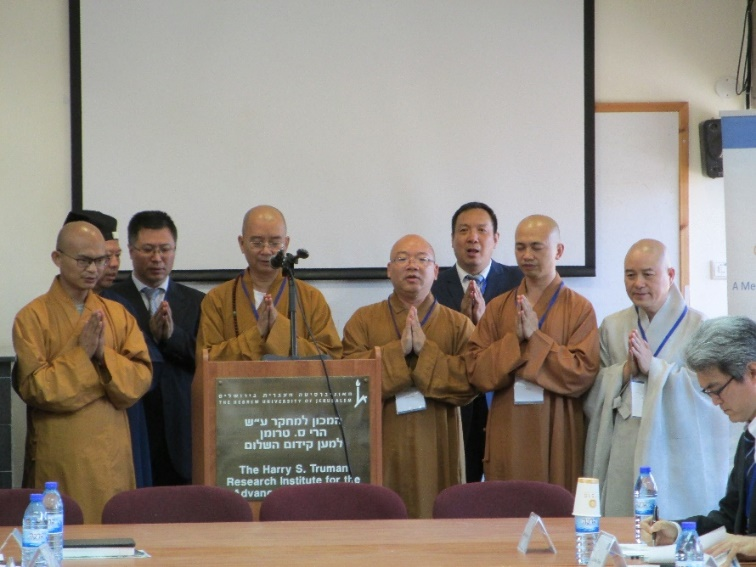 האוניברסיטה העברית בירושלים
THE HEBREW UNIVERSITY OF JERUSALEM
המכון למחקר ע"ש
הרי ס. טרומן
למען קידום השלום
The Harry S. Truman
Research Institute for the
A Me